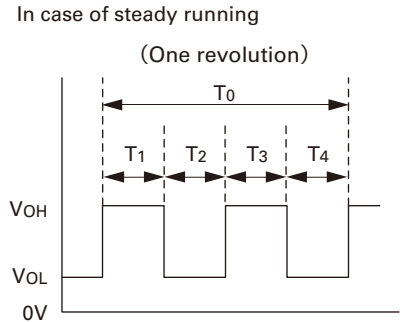 In case of steady running
(One revolution)
T0
T1 T2 T3 T4
VOH
VOL
0V